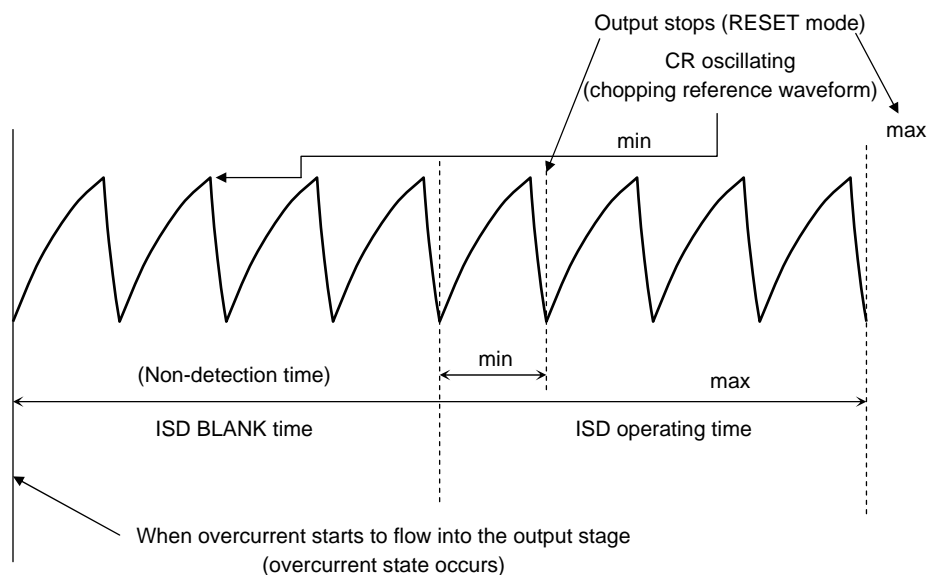 Output stops (RESET mode)
CR oscillating
(chopping reference waveform)
max
min
min
(Non-detection time)
max
ISD BLANK time
ISD operating time
When overcurrent starts to flow into the output stage
(overcurrent state occurs)